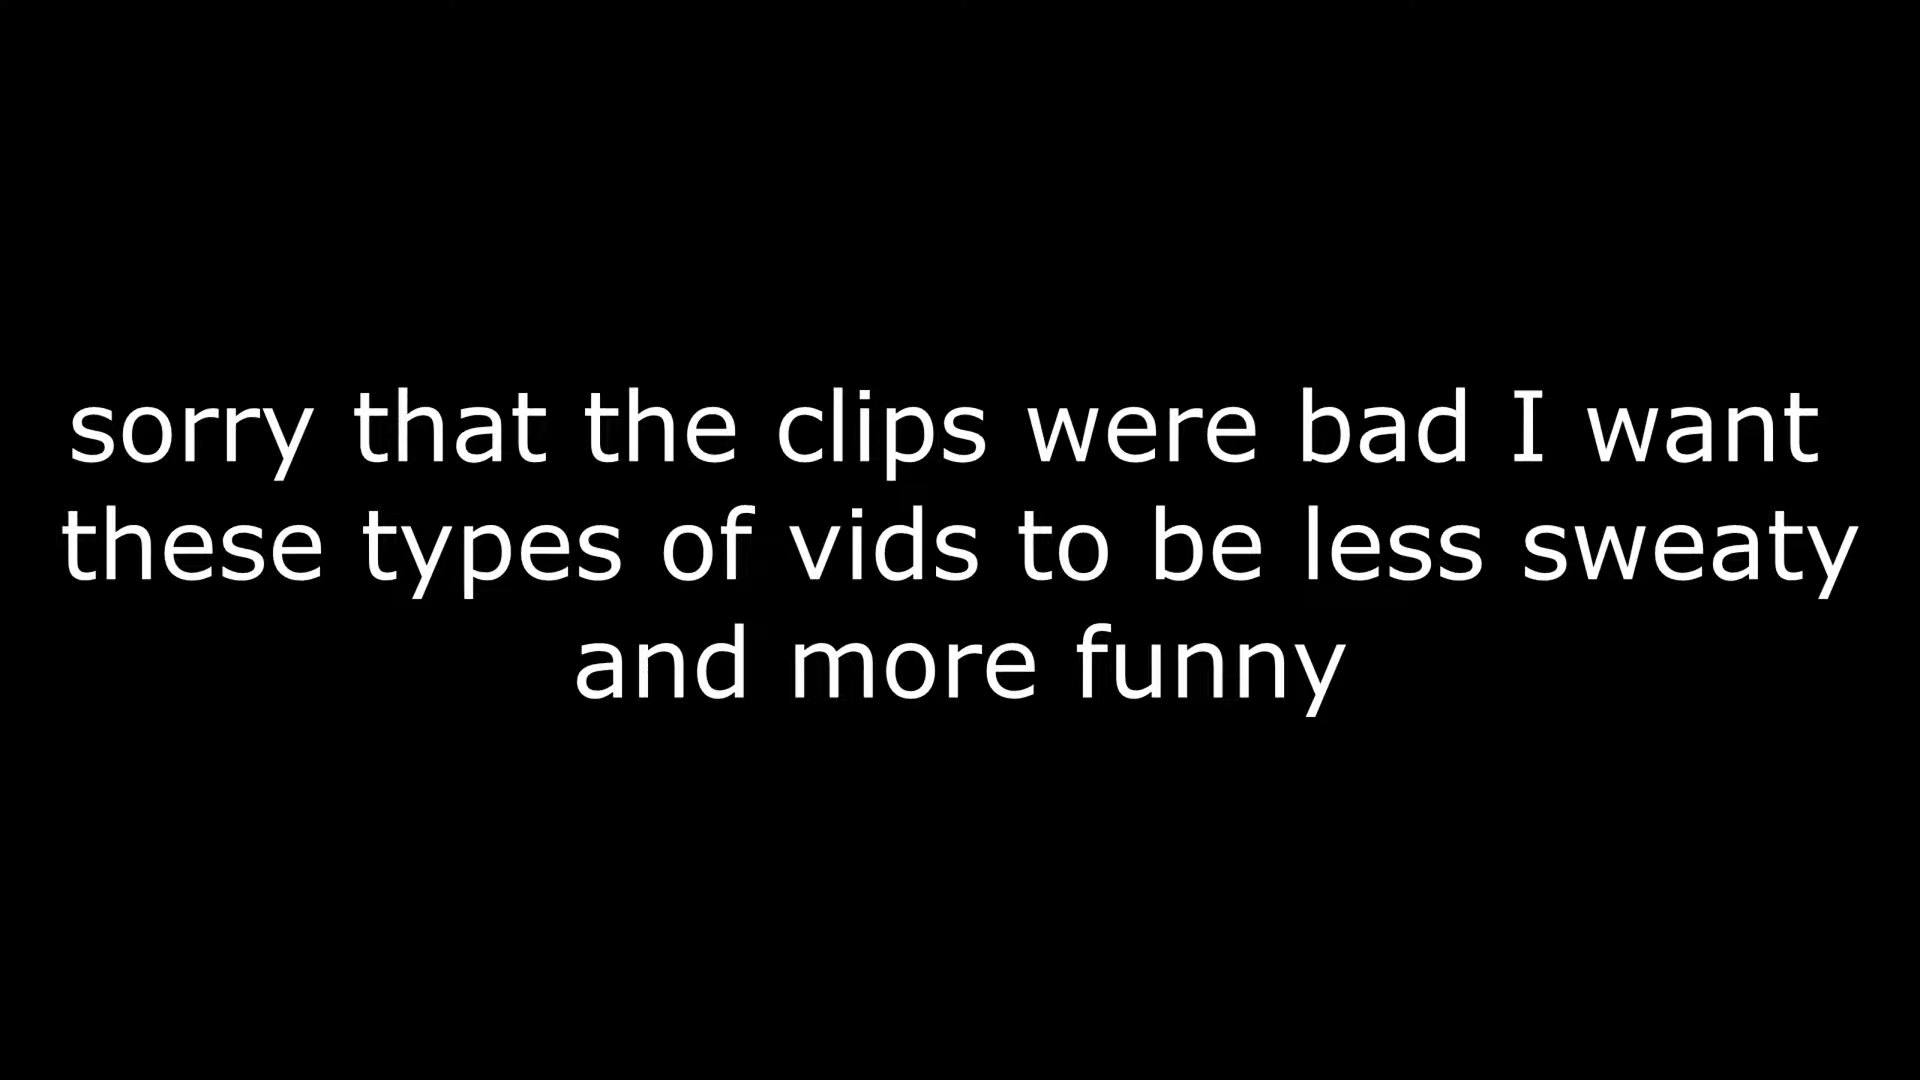 sorry that the clips were bad I want
these types of vids to be less sweaty
and more funny